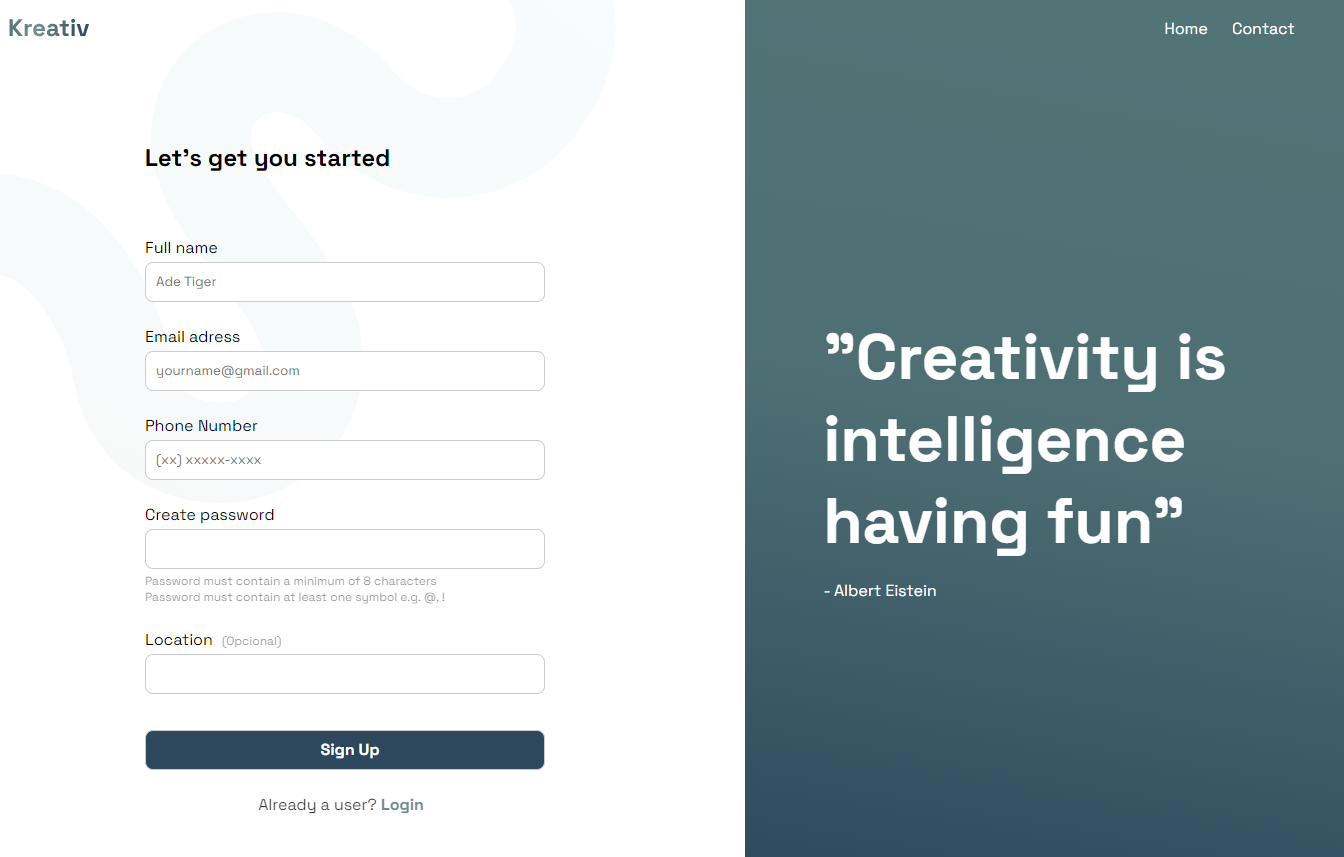 Kreativ
Home
Contact
Let’s get you started
Full name
Ade Tiger
Email adress
yourname@gmail.com
Phone Number
(xx) xxxxx-xxxx
Create password
Password must contain a minimum of 8 characters
Password must contain at least one symbol e.g. @, !
Location (Opcional)
Sign Up
Already a user? Login
”Creativity is
intelligence
having fun”
- Albert Eistein